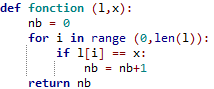 def fonction (l,x):
    nb = 0
    for i in range (0,len(l)):
        if l[i] == x:
            nb = nb+1
    return nb